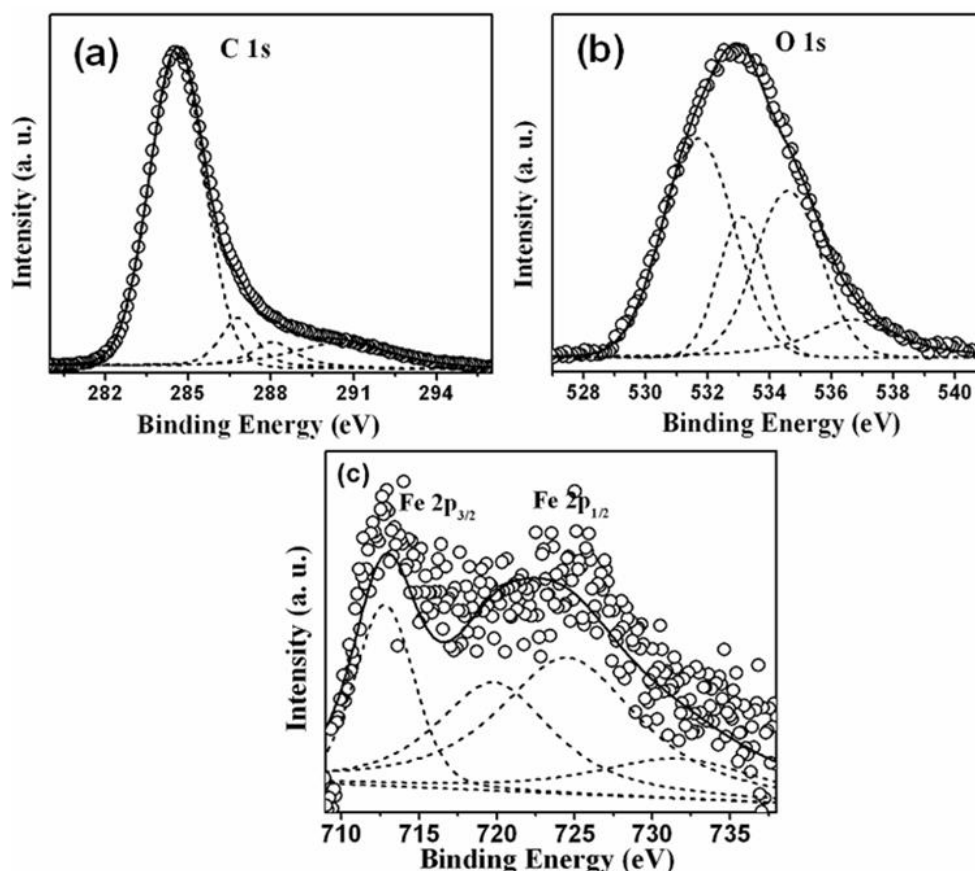 (a)
C 1s
Intensity (a. u.)
282 285 288 291 294
Binding Energy (eV)
(b)
O 1s
Intensity (a. u.)
528 530 532 534 536 538 540
Binding Energy (eV)
(c)
Fe 2p3/2
Fe 2p1/2
Intensity (a. u.)
710 715 720 725 730 735
Binding Energy (eV)